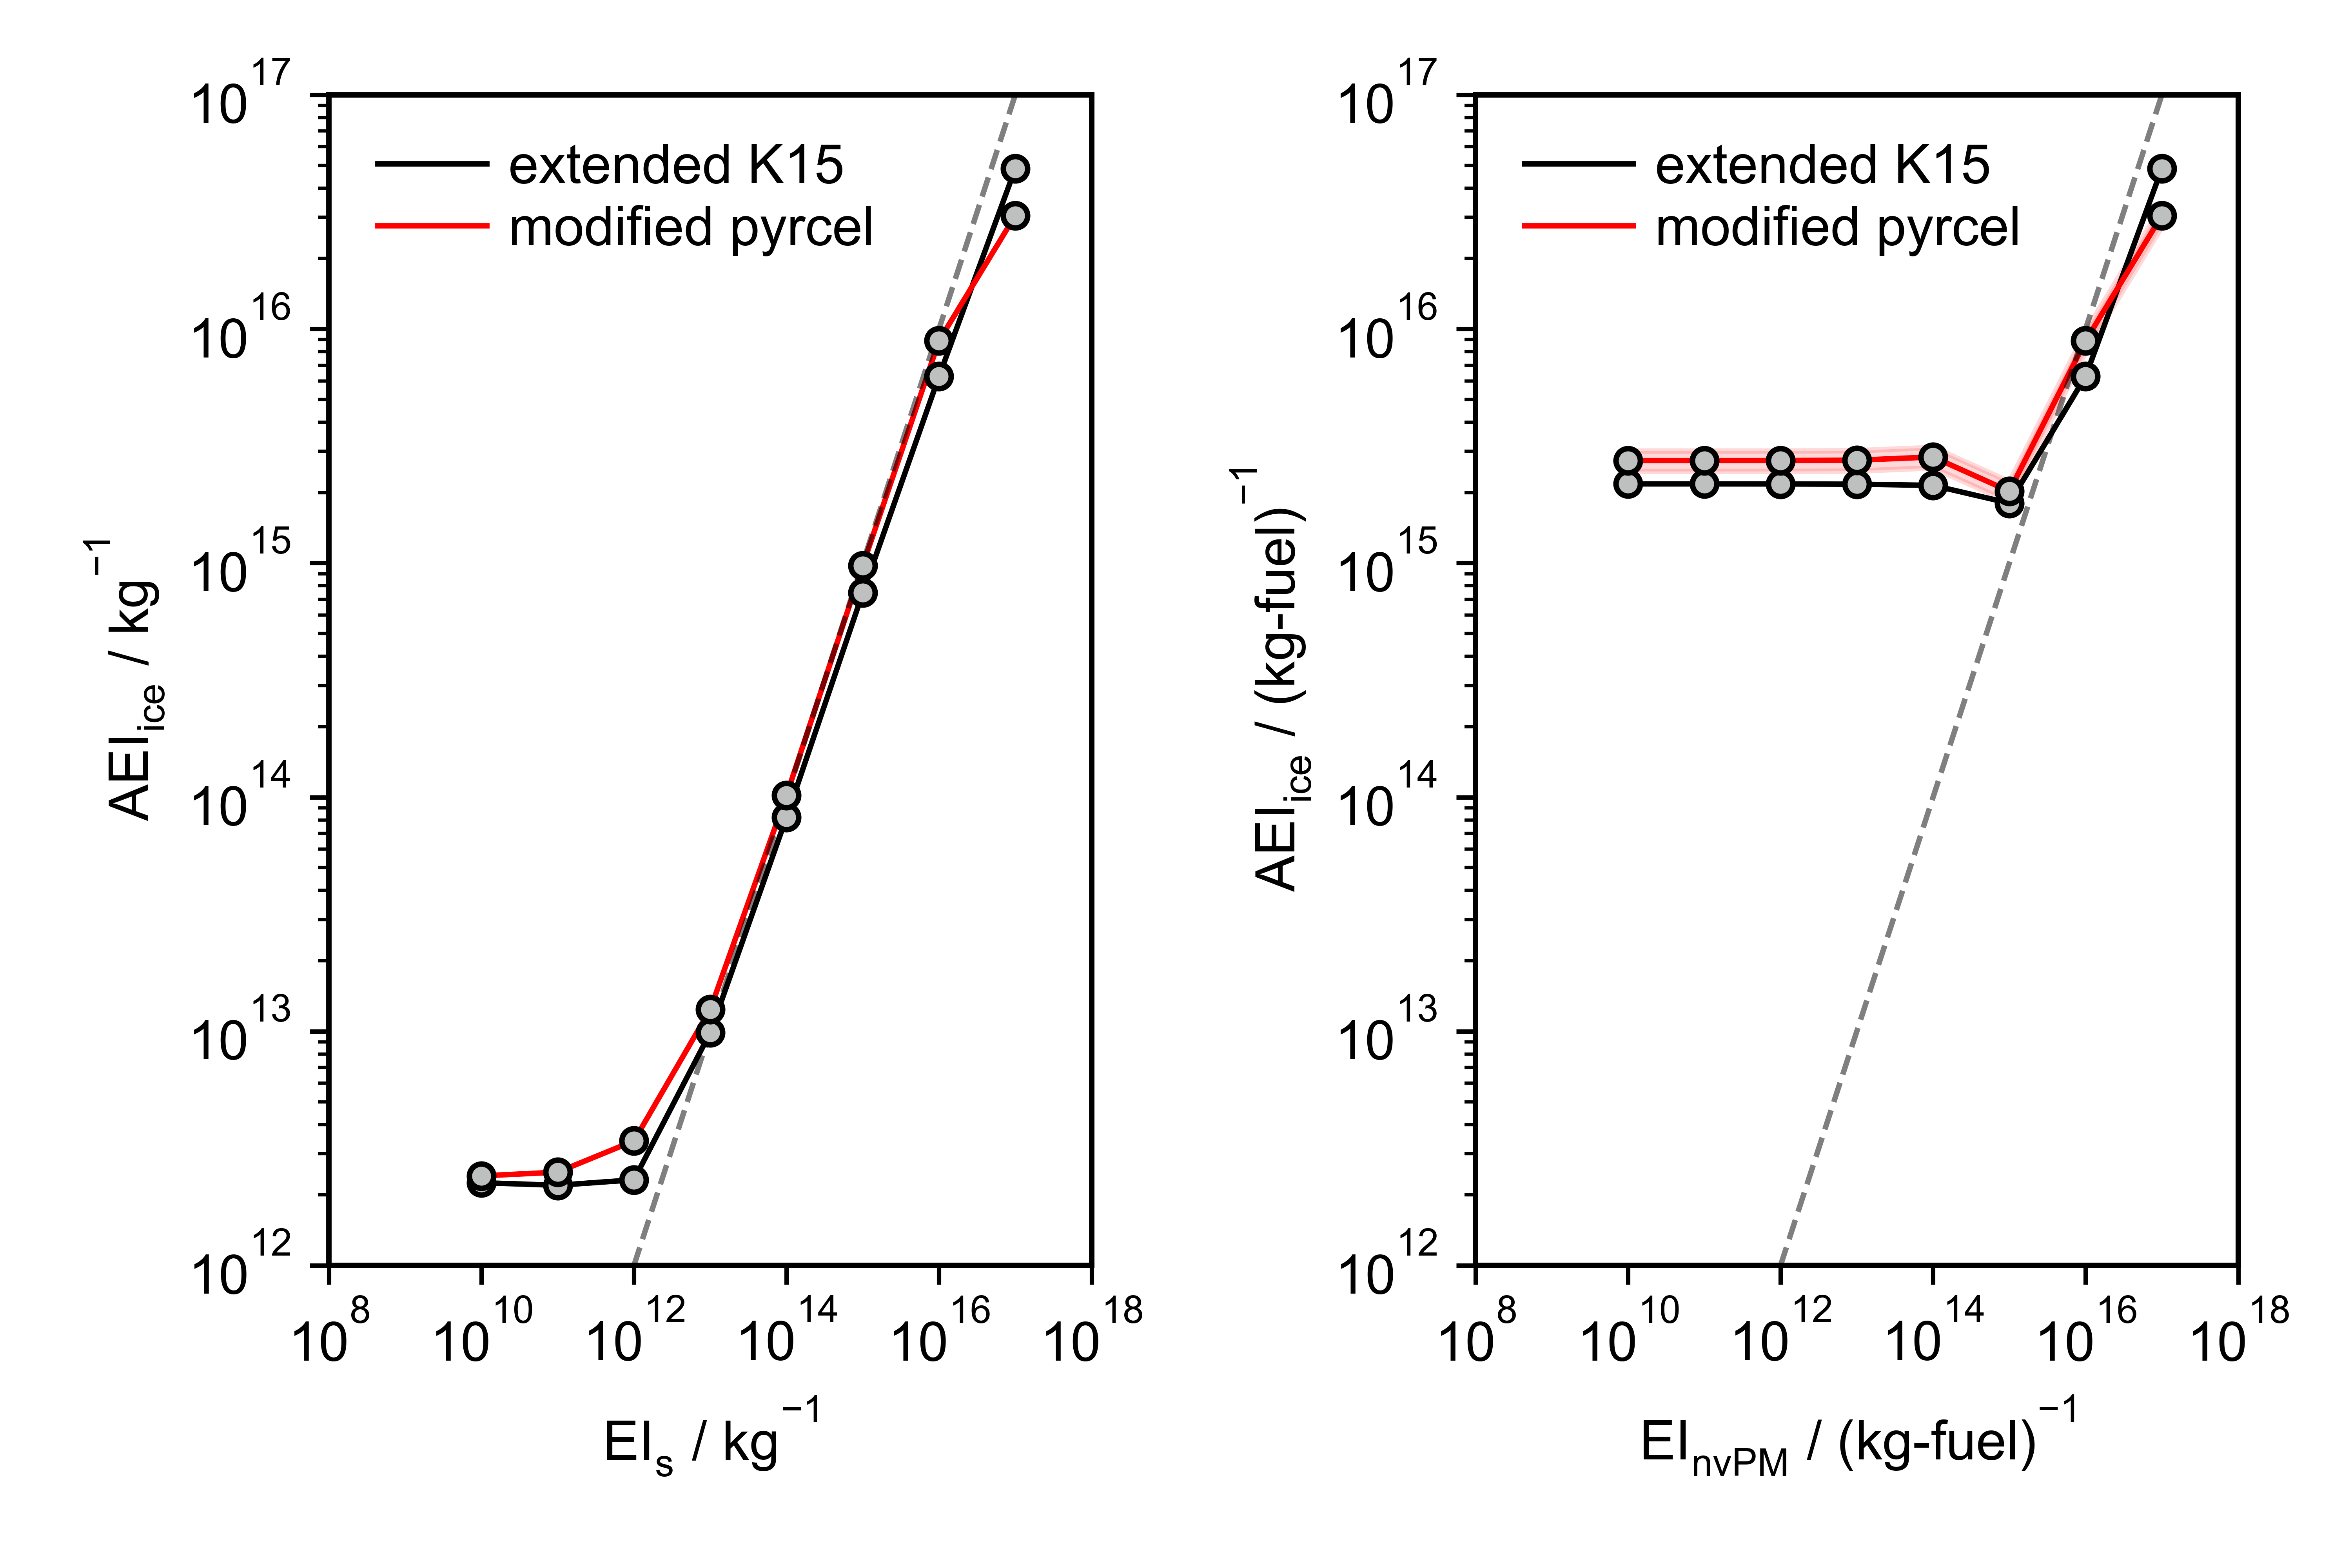 10^17
10^16
10^15
10^14
10^13
10^12
AEI_ice / kg^−1
extended K15
modified pyrcel
10^8 10^10 10^12 10^14 10^16 10^18
EI_s / kg^−1
10^17
10^16
10^15
10^14
10^13
10^12
AEI_ice / (kg-fuel)^−1
extended K15
modified pyrcel
10^8 10^10 10^12 10^14 10^16 10^18
EI_nvPM / (kg-fuel)^−1